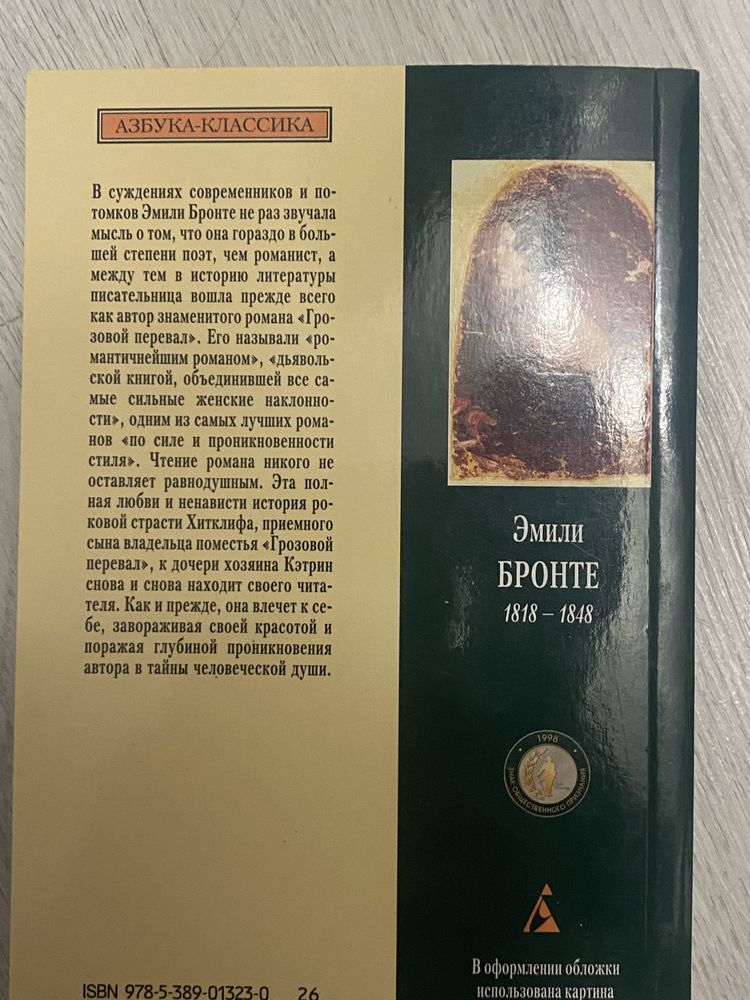 АЗБУКА-КЛАССИКА
В суждениях современников и по-
томков Эмили Бронте не раз звучала
мысль о том, что она гораздо в боль-
шей степени поэт, чем романист, а
между тем в историю литературы
писательница вошла прежде всего
как автор знаменитого романа «Гро-
зовой перевал». Его называли «ро-
мантичнейшим романом», «дьяволь-
ской книгой, объединившей все са-
мые сильные женские наклонно-
сти», одним из самых лучших рома-
нов «по силе и проникновенности
стиля». Чтение романа никого не
оставляет равнодушным. Эта пол-
ная любви и ненависти история ро-
ковой страсти Хитклифа, приемного
сына владельца поместья «Грозовой
перевал», к дочери хозяина Кэтрин
снова и снова находит своего чита-
теля. Как и прежде, она влечет к се-
бе, завораживая своей красотой и
поражая глубиной проникновения
автора в тайны человеческой души.
ISBN 978-5-389-01323-0 26
Эмили
БРОНТЕ
1818 – 1848
1998
ЗНАК ОБЩЕСТВЕННОГО ПРИЗНАНИЯ
В оформлении обложки
использована картина